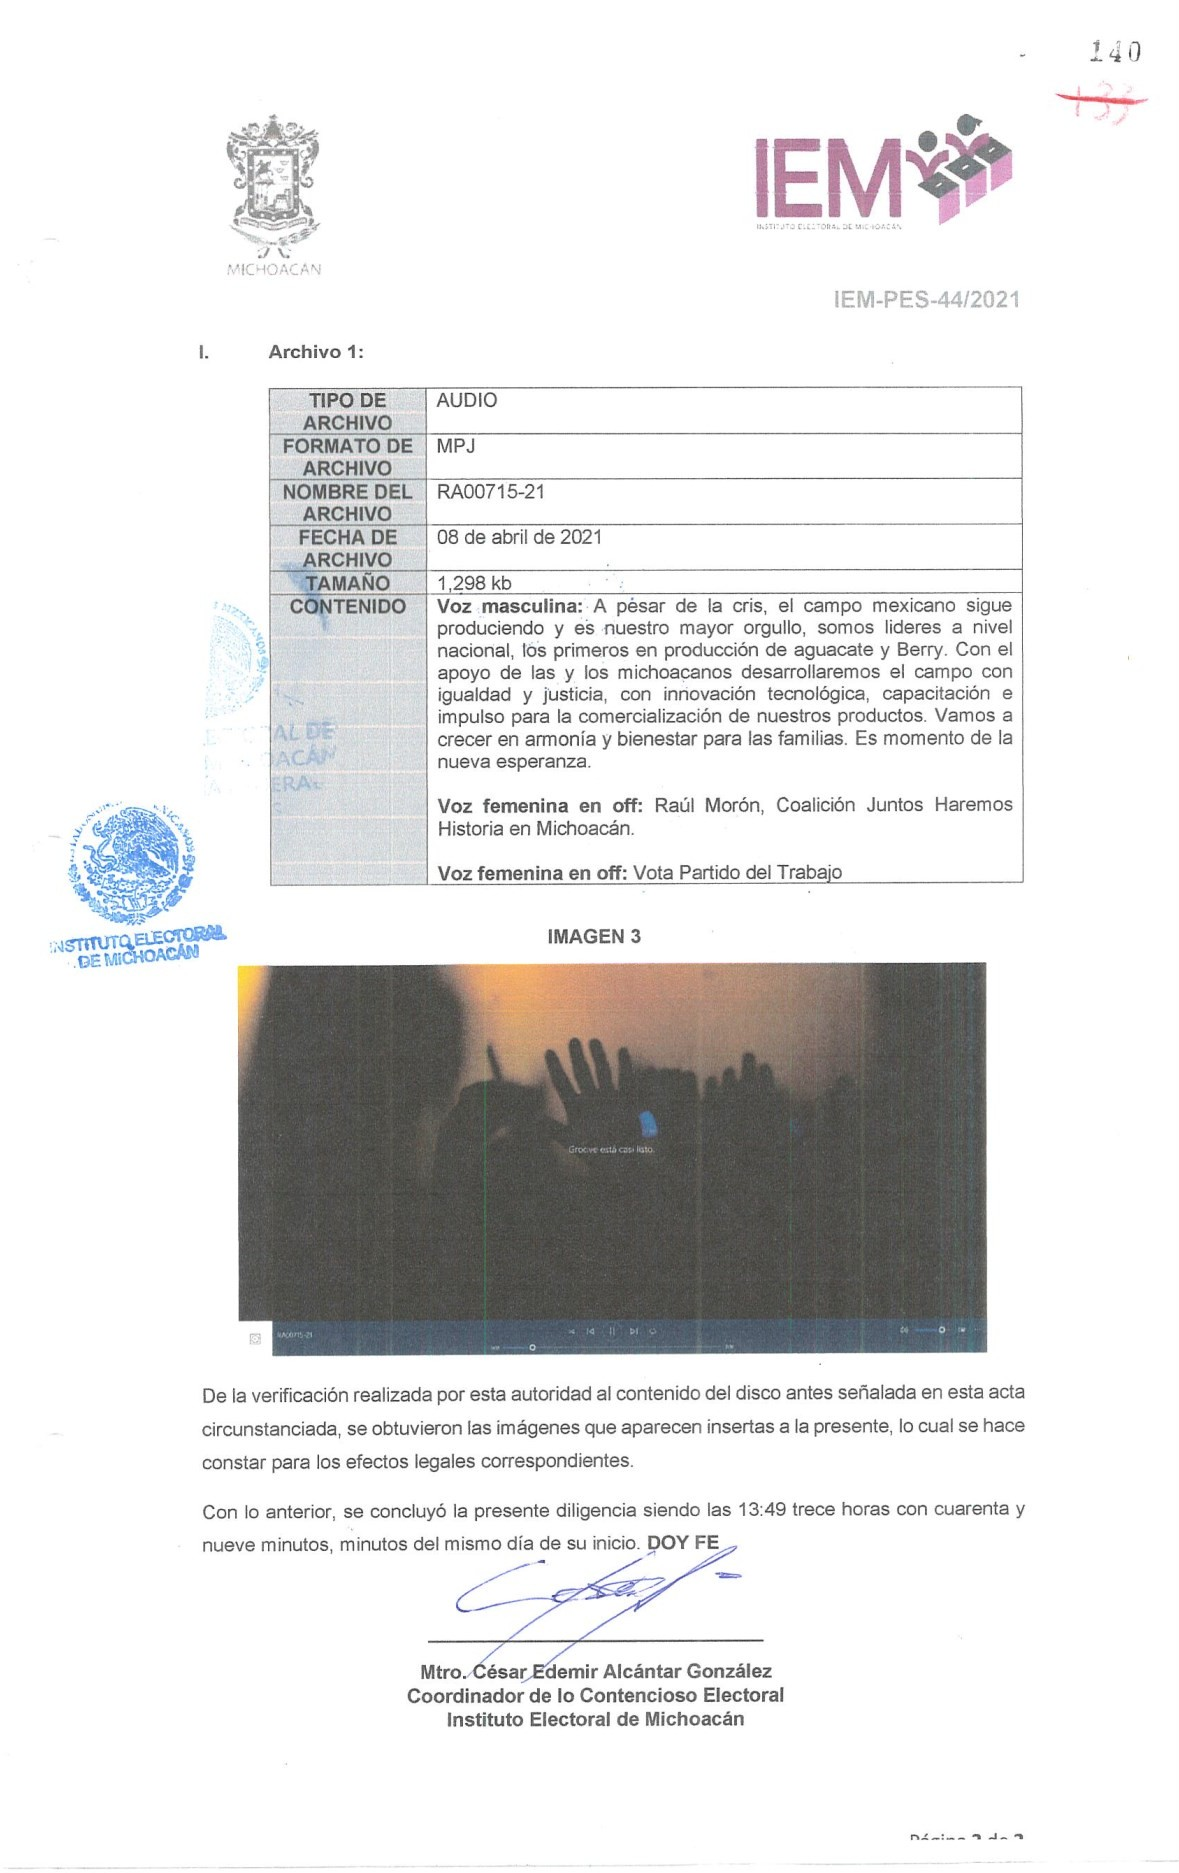 140
133
MICHOACÁN
IEM
INSTITUTO ELECTORAL DE MICHOACÁN
IEM-PES-44/2021
I. Archivo 1:
TIPO DE
ARCHIVO
AUDIO
FORMATO DE
ARCHIVO
MPJ
NOMBRE DEL
ARCHIVO
RA00715-21
FECHA DE
ARCHIVO
08 de abril de 2021
TAMAÑO
1,298 kb
CONTENIDO
Voz masculina: A pesar de la cris, el campo mexicano sigue
produciendo y es nuestro mayor orgullo, somos lideres a nivel
nacional, los primeros en producción de aguacate y Berry. Con el
apoyo de las y los michoacanos desarrollaremos el campo con
igualdad y justicia, con innovación tecnológica, capacitación e
impulso para la comercialización de nuestros productos. Vamos a
crecer en armonía y bienestar para las familias. Es momento de la
nueva esperanza.
Voz femenina en off: Raúl Morón, Coalición Juntos Haremos
Historia en Michoacán.
Voz femenina en off: Vota Partido del Trabajo
AL DE
OACÁN
ERA
INSTITUTO ELECTORAL
DE MICHOACÁN
IMAGEN 3
Groove está casi listo.
RA00715-21
De la verificación realizada por esta autoridad al contenido del disco antes señalada en esta acta
circunstanciada, se obtuvieron las imágenes que aparecen insertas a la presente, lo cual se hace
constar para los efectos legales correspondientes.
Con lo anterior, se concluyó la presente diligencia siendo las 13:49 trece horas con cuarenta y
nueve minutos, minutos del mismo día de su inicio. DOY FE
Mtro. César Edemir Alcántar González
Coordinador de lo Contencioso Electoral
Instituto Electoral de Michoacán